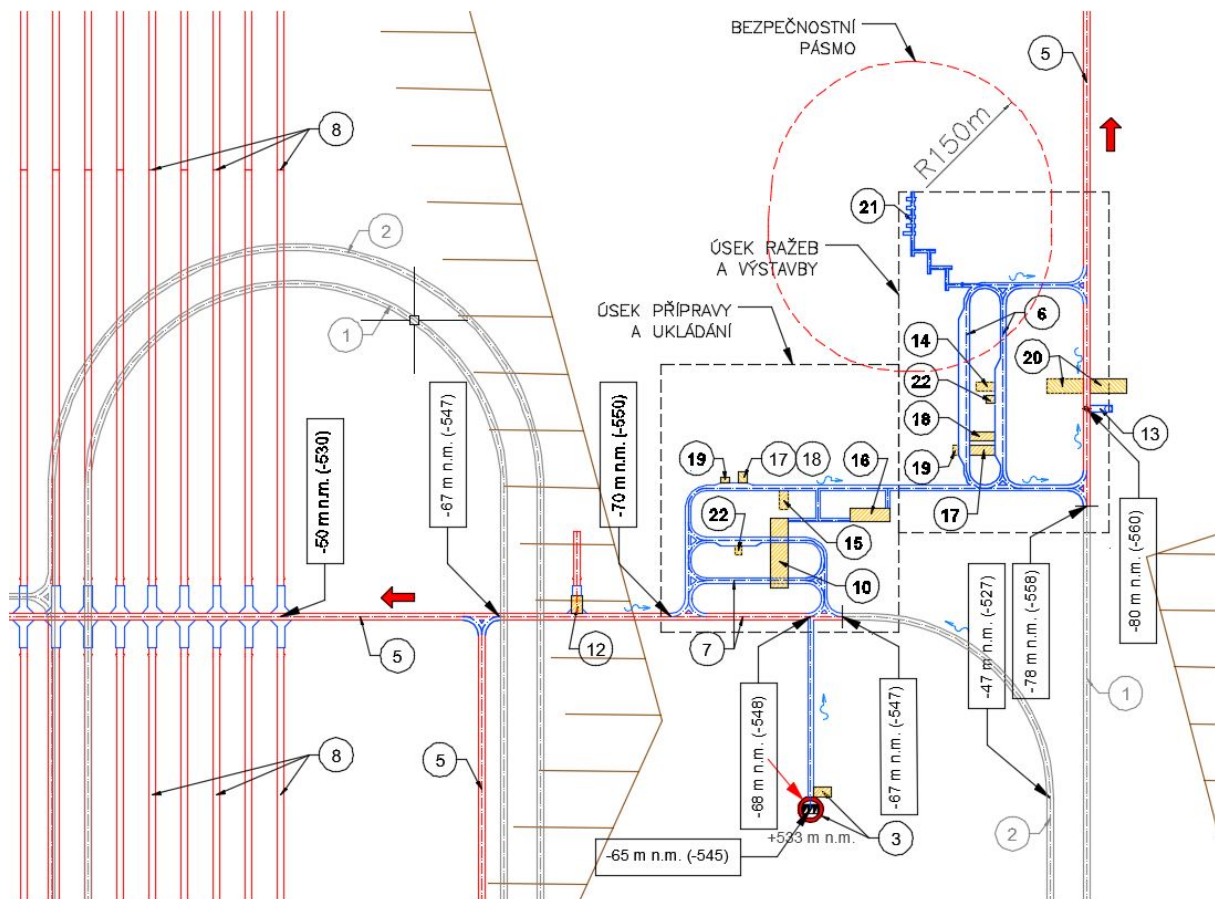 BEZPEČNOSTNÍ
PÁSMO
5
8
R150m
21
2
ÚSEK RAŽEB
A VÝSTAVBY
ÚSEK PŘÍPRAVY
A UKLÁDÁNÍ
1
6
14
20
22
18
13
19
17
18
16
19
17
22
15
10
-50 m n.m. (-530)
-67 m n.m. (-547)
-70 m n.m. (-550)
-47 m n.m. (-527)
-78 m n.m. (-558)
-80 m n.m. (-560)
5
12
7
1
-68 m n.m. (-548)
-67 m n.m. (-547)
8
5
3
2
+533 m n.m.
-65 m n.m. (-545)